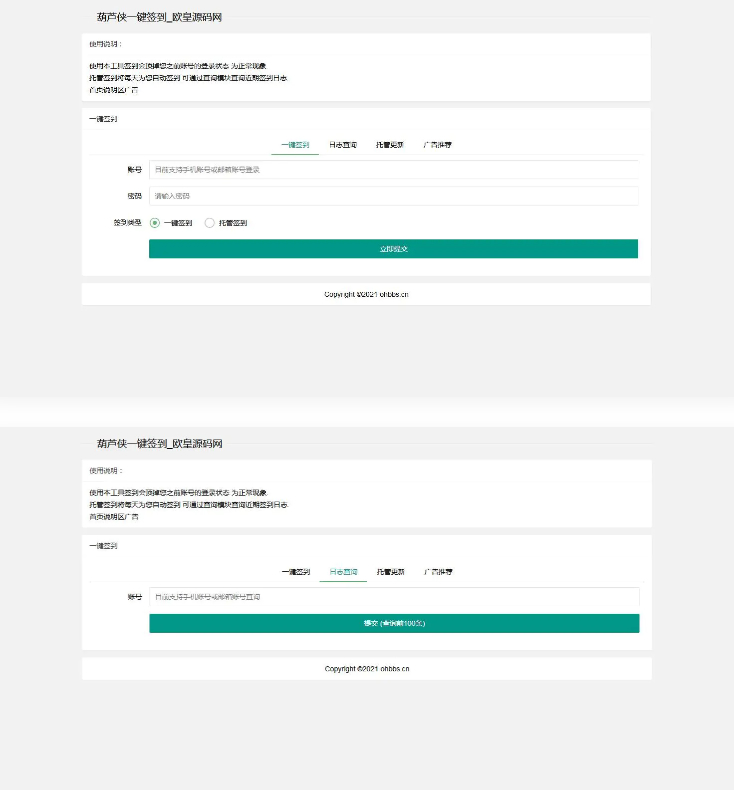 葫芦侠一键签到_欧皇源码网
使用说明：
使用本工具签到会顶掉您之前账号的登录状态 为正常现象
托管签到将每天为您自动签到 可通过查询模块查询近期签到日志
首页说明区广告
一键签到
一键签到 日志查询 托管更新 广告推荐
账号 目前支持手机账号或邮箱账号登录
密码 请输入密码
签到类型 一键签到 托管签到
立即提交
Copyright ©2021 ohbbs.cn
葫芦侠一键签到_欧皇源码网
使用说明：
使用本工具签到会顶掉您之前账号的登录状态 为正常现象
托管签到将每天为您自动签到 可通过查询模块查询近期签到日志
首页说明区广告
一键签到
一键签到 日志查询 托管更新 广告推荐
账号 目前支持手机账号或邮箱账号查询
提交 (查询前100条)
Copyright ©2021 ohbbs.cn